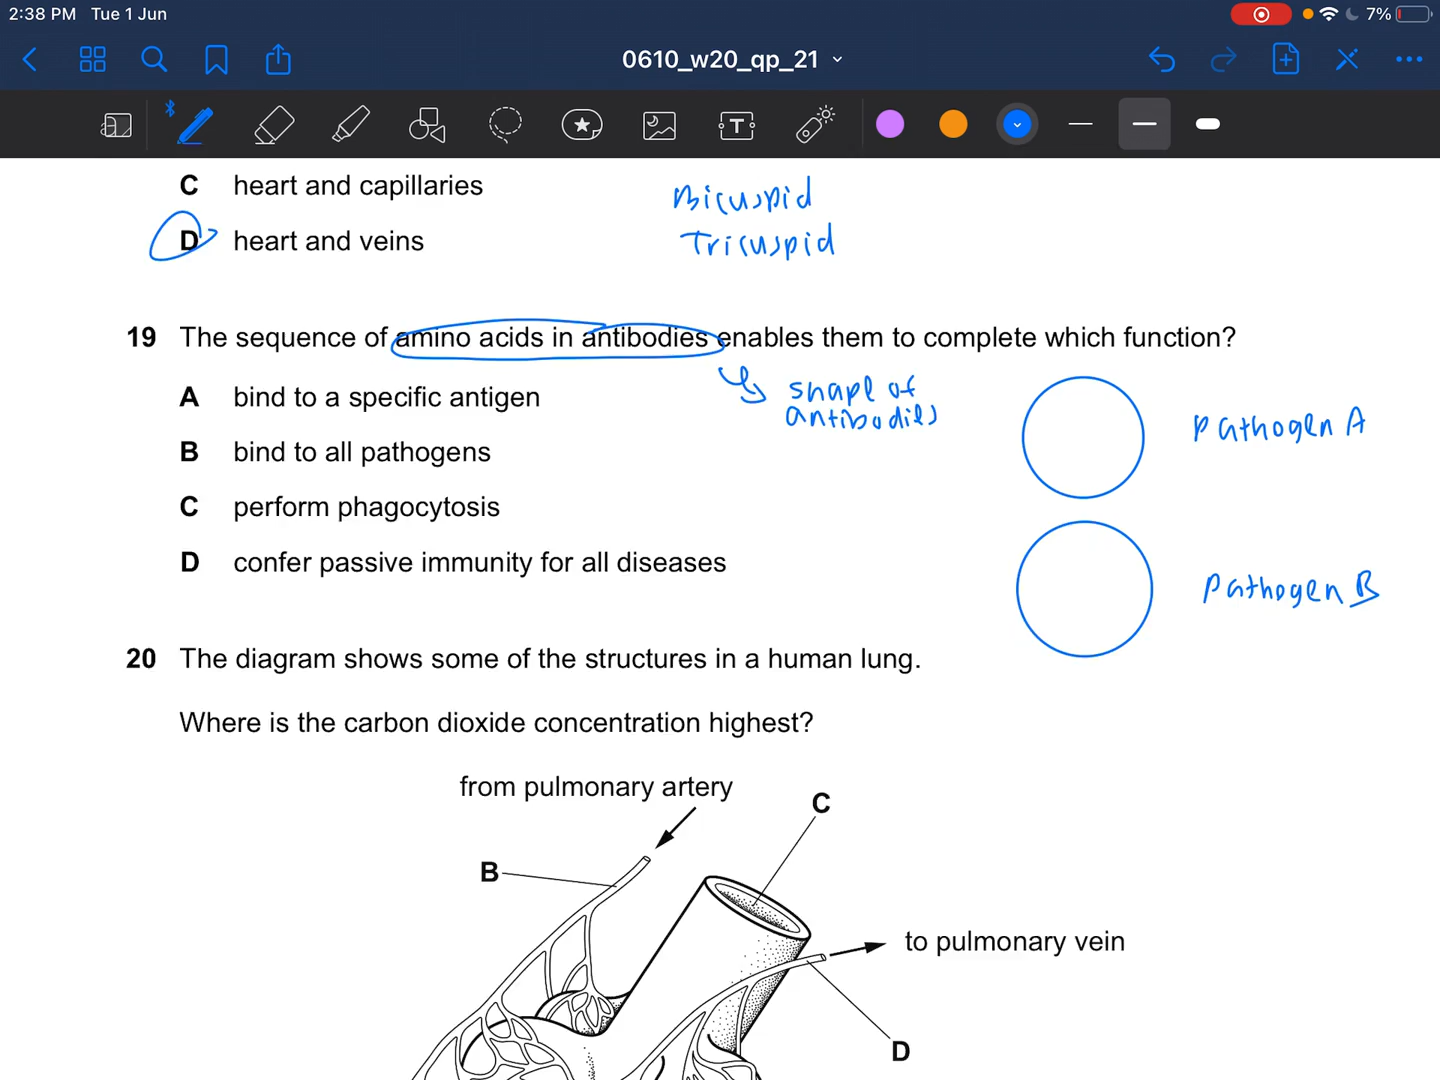 2:38 PM Tue 1 Jun
7%
0610_w20_qp_21
T
C heart and capillaries
Bicuspid
D heart and veins
Tricuspid
19 The sequence of amino acids in antibodies enables them to complete which function?
shape of
antibodies
A bind to a specific antigen
Pathogen A
B bind to all pathogens
C perform phagocytosis
D confer passive immunity for all diseases
Pathogen B
20 The diagram shows some of the structures in a human lung.
Where is the carbon dioxide concentration highest?
from pulmonary artery
C
B
to pulmonary vein
D